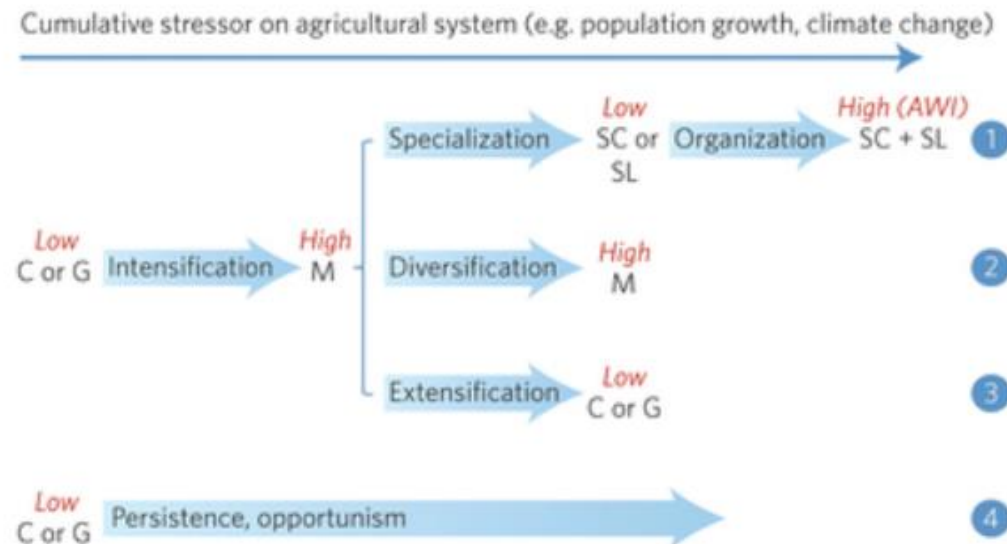 Cumulative stressor on agricultural system (e.g. population growth, climate change)
Low
High (AWI)
Specialization
SC or
Organization
SC + SL
1
SL
Low
High
C or G
Intensification
M
Diversification
High
M
2
Extensification
Low
C or G
3
Low
C or G
Persistence, opportunism
4